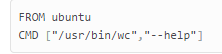 FROM ubuntu
CMD ["/usr/bin/wc","--help"]